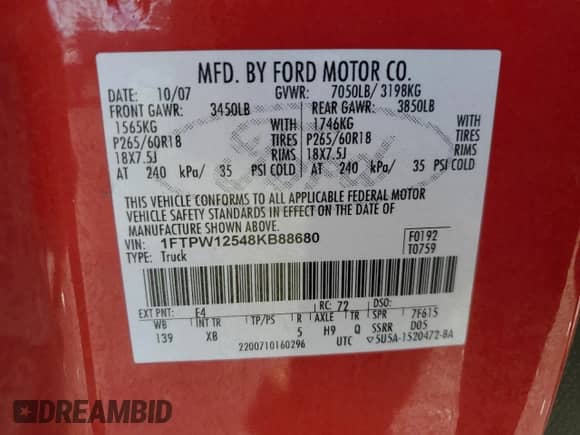 MFD. BY FORD MOTOR CO.
DATE: 10/07 GVWR: 7050LB/ 3198KG
FRONT GAWR: 3450LB REAR GAWR: 3850LB
1565KG WITH 1746KG WITH
P265/60R18 TIRES P265/60R18 TIRES
18X7.5J RIMS 18X7.5J RIMS
AT 240 kPa/ 35 PSI COLD AT 240 kPa/ 35 PSI COLD
THIS VEHICLE CONFORMS TO ALL APPLICABLE FEDERAL MOTOR
VEHICLE SAFETY STANDARDS IN EFFECT ON THE DATE OF
MANUFACTURE SHOWN ABOVE.
VIN: 1FTPW12548KB88680 F0192
TYPE: Truck T0759
EXT PNT: E4 RC: 72 DSO:
WB INT TR TP/PS R AXLE TR SPR 7F615
139 XB 5 H9 Q SSRR D05
2200710160296 UTC ▽5U5A-1520472-BA
Ford
DREAMBID